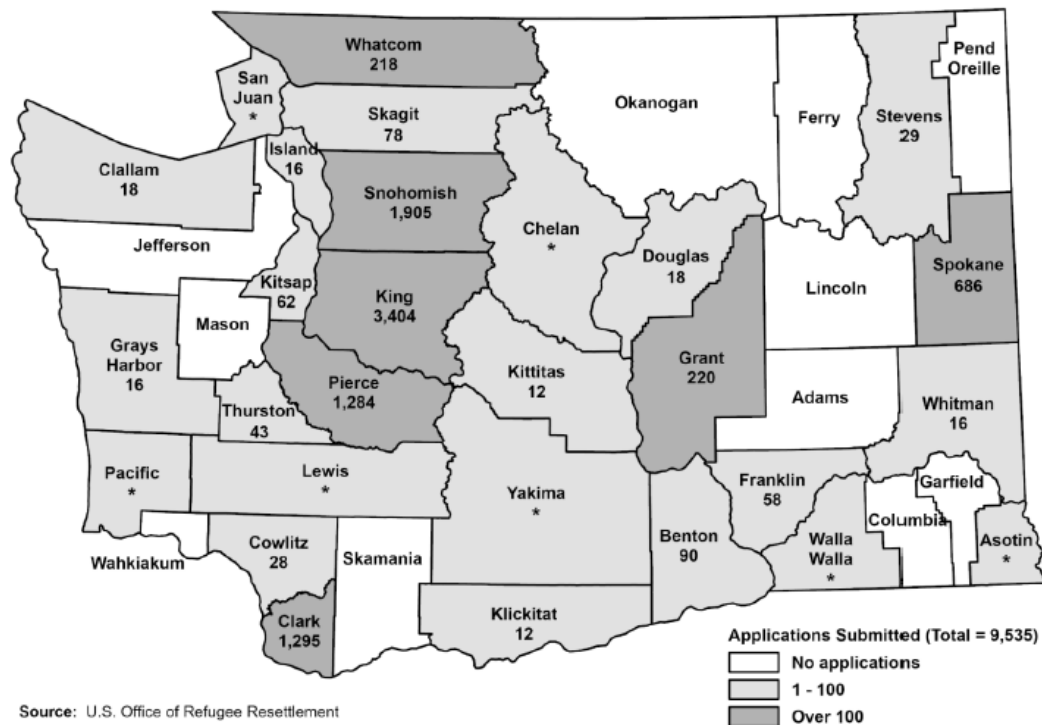 Whatcom
218
San
Juan
*
Skagit
78
Island
16
Clallam
18
Snohomish
1,905
Jefferson
Kitsap
62
King
3,404
Mason
Grays
Harbor
16
Pierce
1,284
Thurston
43
Pacific
*
Lewis
*
Wahkiakum
Cowlitz
28
Skamania
Clark
1,295
Okanogan
Ferry
Stevens
29
Pend
Oreille
Chelan
*
Douglas
18
Lincoln
Spokane
686
Kittitas
12
Grant
220
Adams
Whitman
16
Yakima
*
Benton
90
Franklin
58
Walla
Walla
*
Columbia
Garfield
Asotin
*
Klickitat
12
Applications Submitted (Total = 9,535)
No applications
1 - 100
Over 100
Source: U.S. Office of Refugee Resettlement